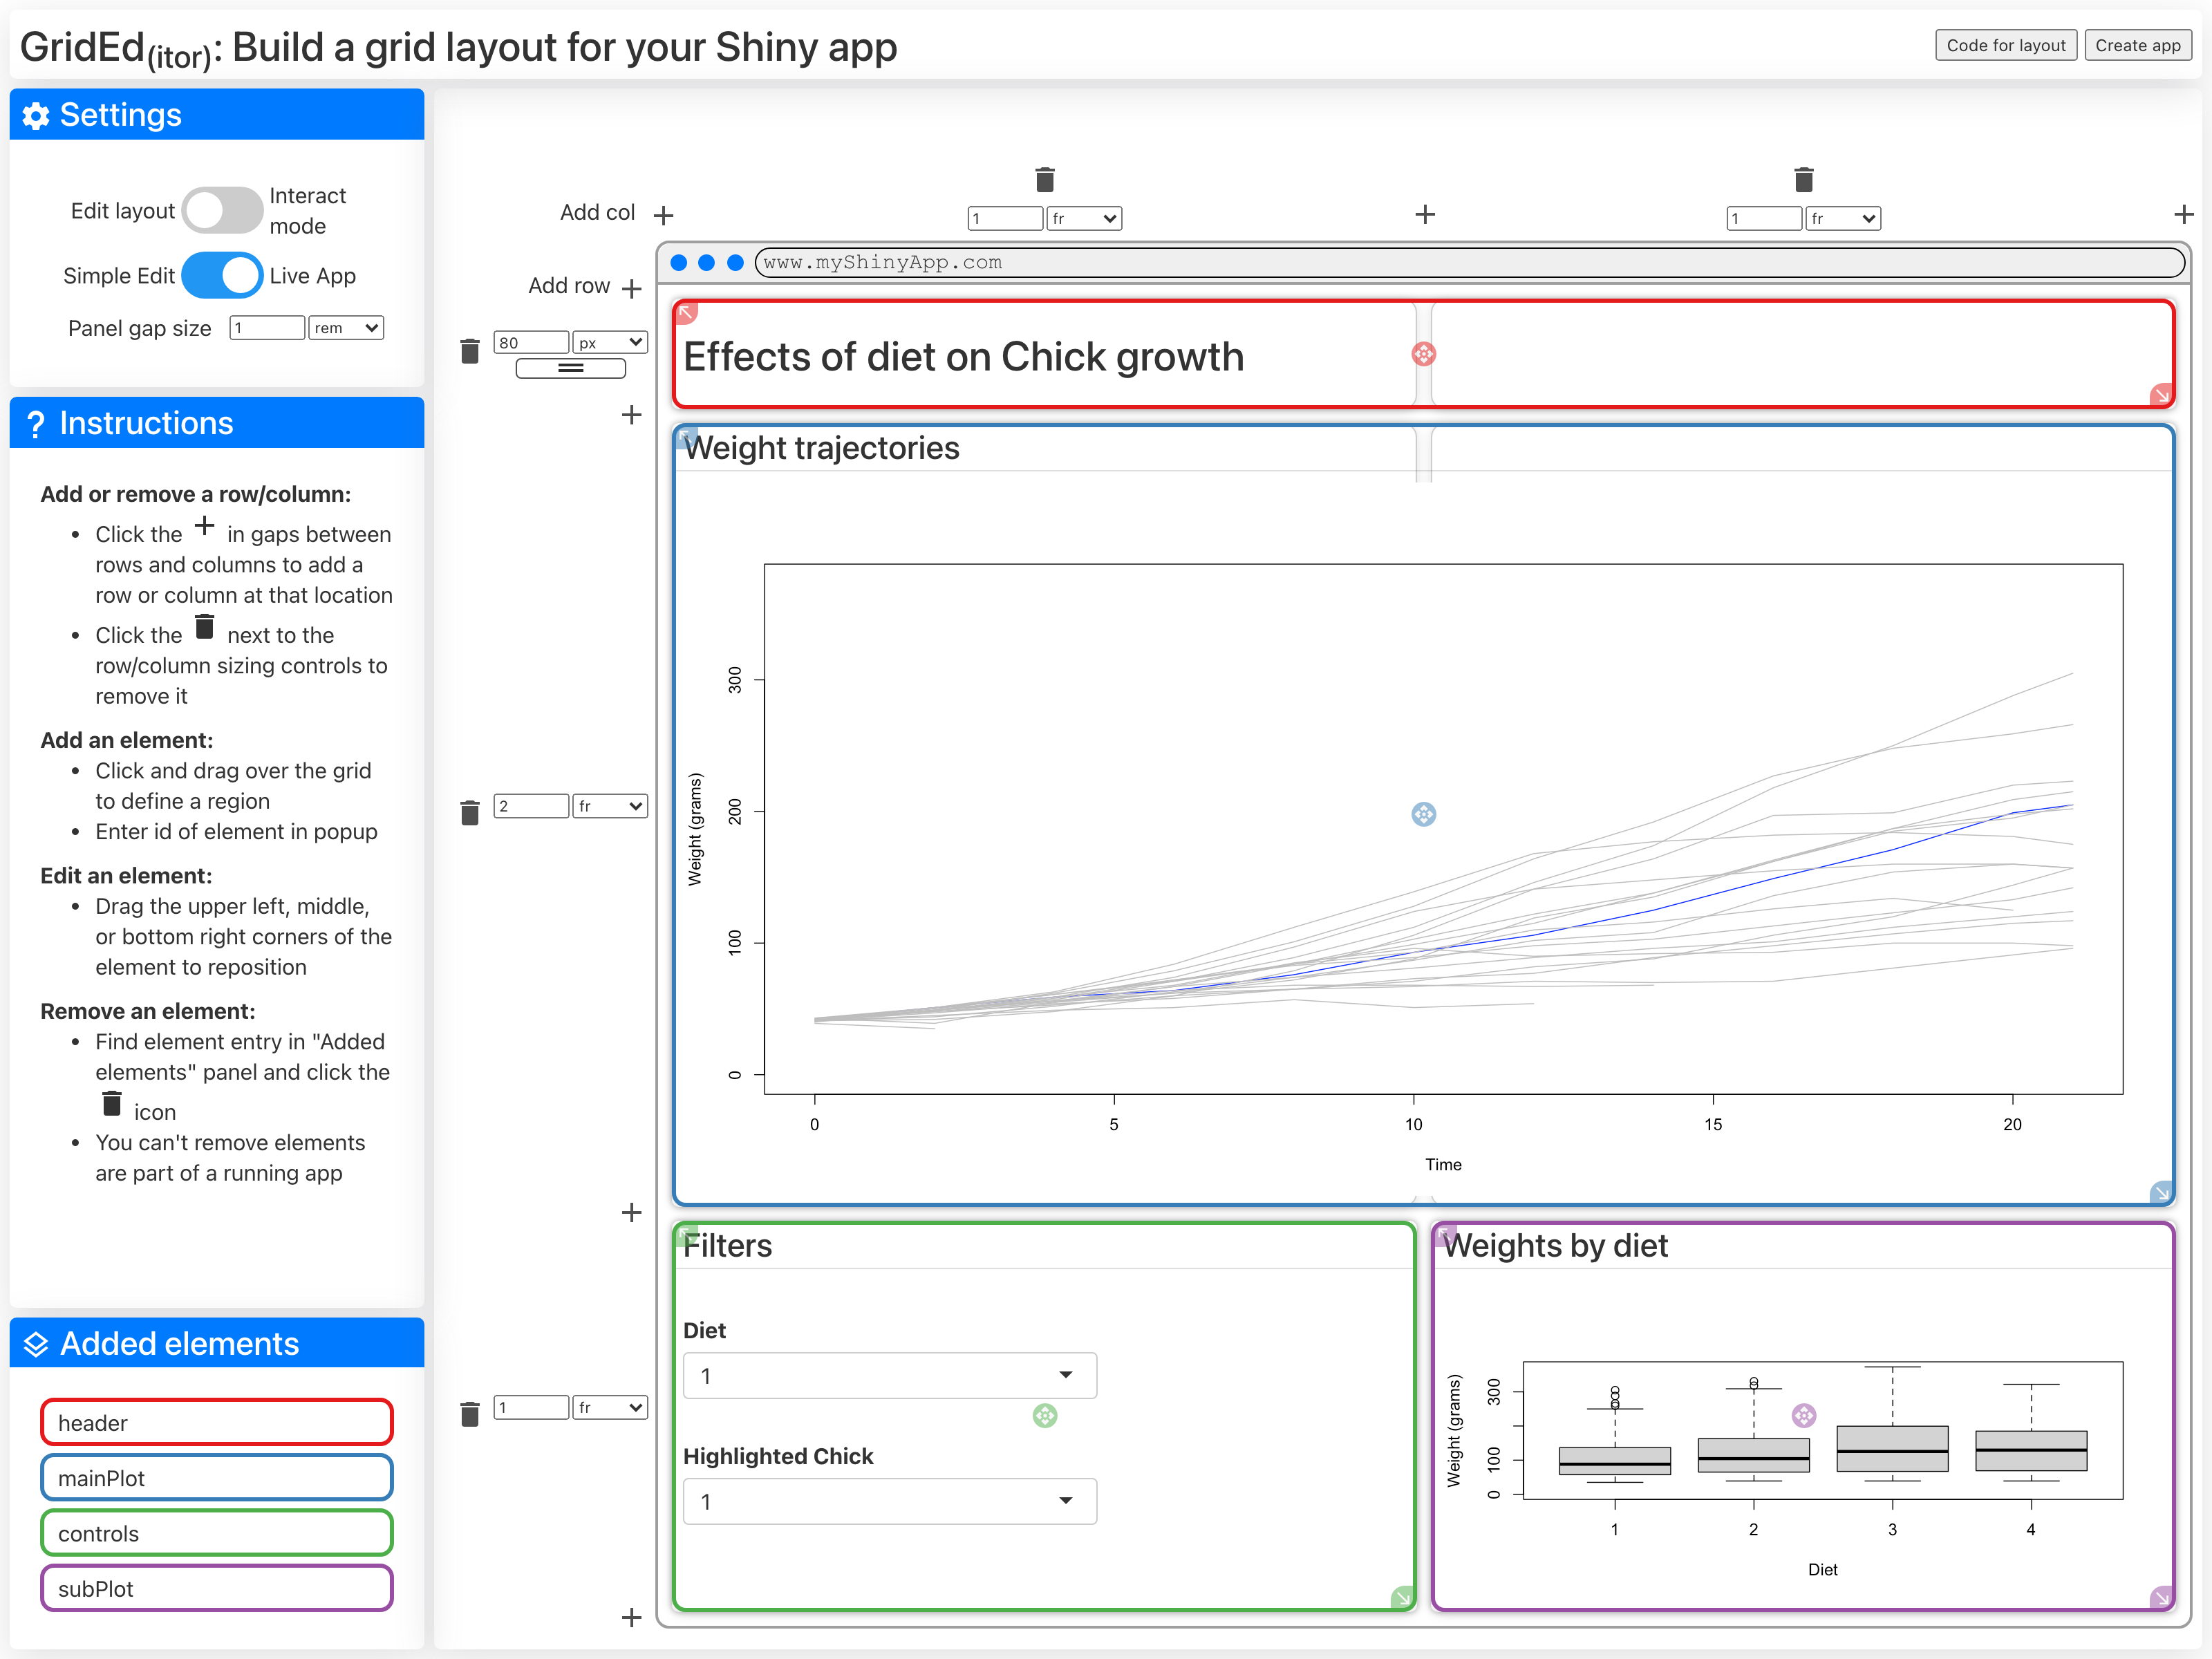 GridEd(itor): Build a grid layout for your Shiny app
Code for layout
Create app
Settings
Edit layout
Interact
mode
Simple Edit
Live App
Panel gap size
1
rem
Instructions
Add or remove a row/column:
Click the + in gaps between
rows and columns to add a
row or column at that location
Click the next to the
row/column sizing controls to
remove it
Add an element:
Click and drag over the grid
to define a region
Enter id of element in popup
Edit an element:
Drag the upper left, middle,
or bottom right corners of the
element to reposition
Remove an element:
Find element entry in "Added
elements" panel and click the
icon
You can't remove elements
are part of a running app
Added elements
header
mainPlot
controls
subPlot
Add col
1
fr
1
fr
Add row
80
px
2
fr
1
fr
www.myShinyApp.com
Effects of diet on Chick growth
Weight trajectories
Weight (grams)
300
200
100
0
0
5
10
15
20
Time
Filters
Diet
1
Highlighted Chick
1
Weights by diet
Weight (grams)
300
100
0
1
2
3
4
Diet